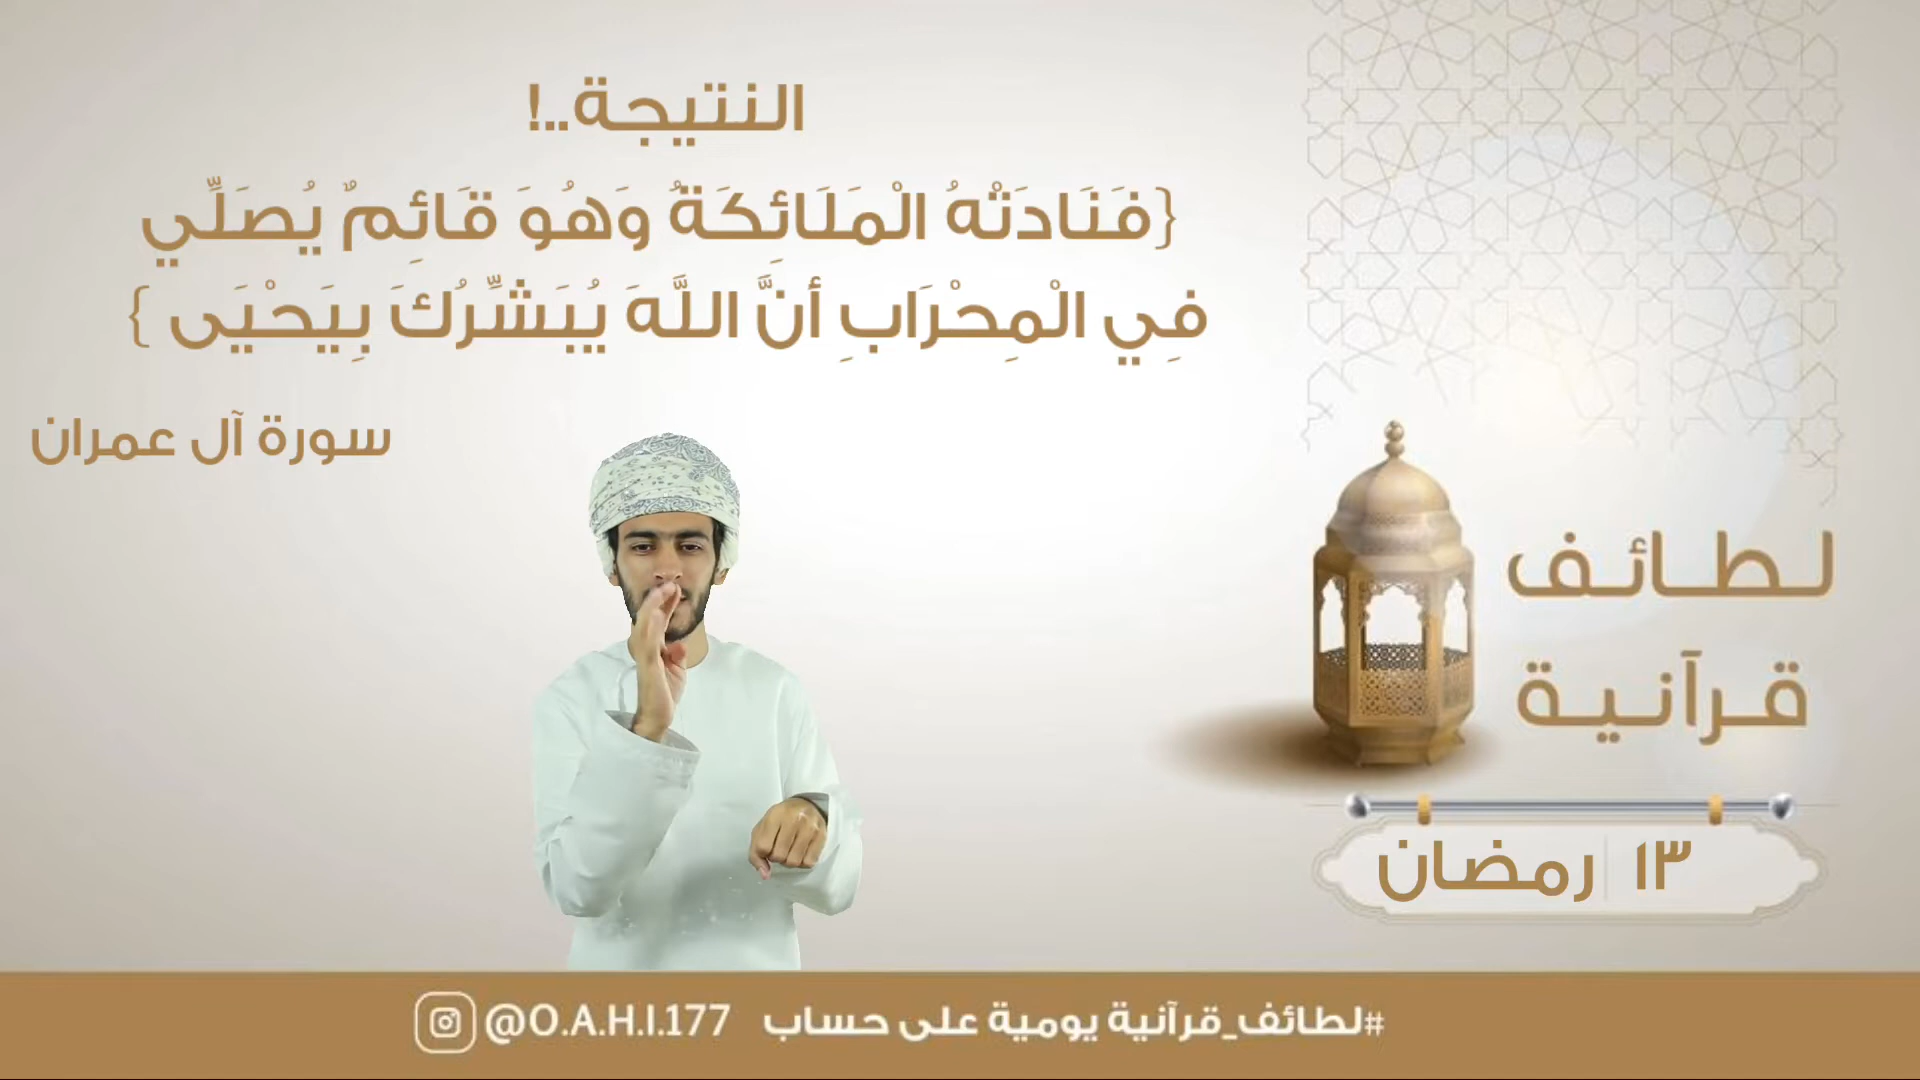 النتيجة..!
{فَنَادَتْهُ الْمَلَائِكَةُ وَهُوَ قَائِمٌ يُصَلِّي
فِي الْمِحْرَابِ أَنَّ اللَّهَ يُبَشِّرُكَ بِيَحْيَى }
سورة آل عمران
لطائف
قرآنية
١٣ رمضان
#لطائف_قرآنية يومية على حساب @O.A.H.I.177